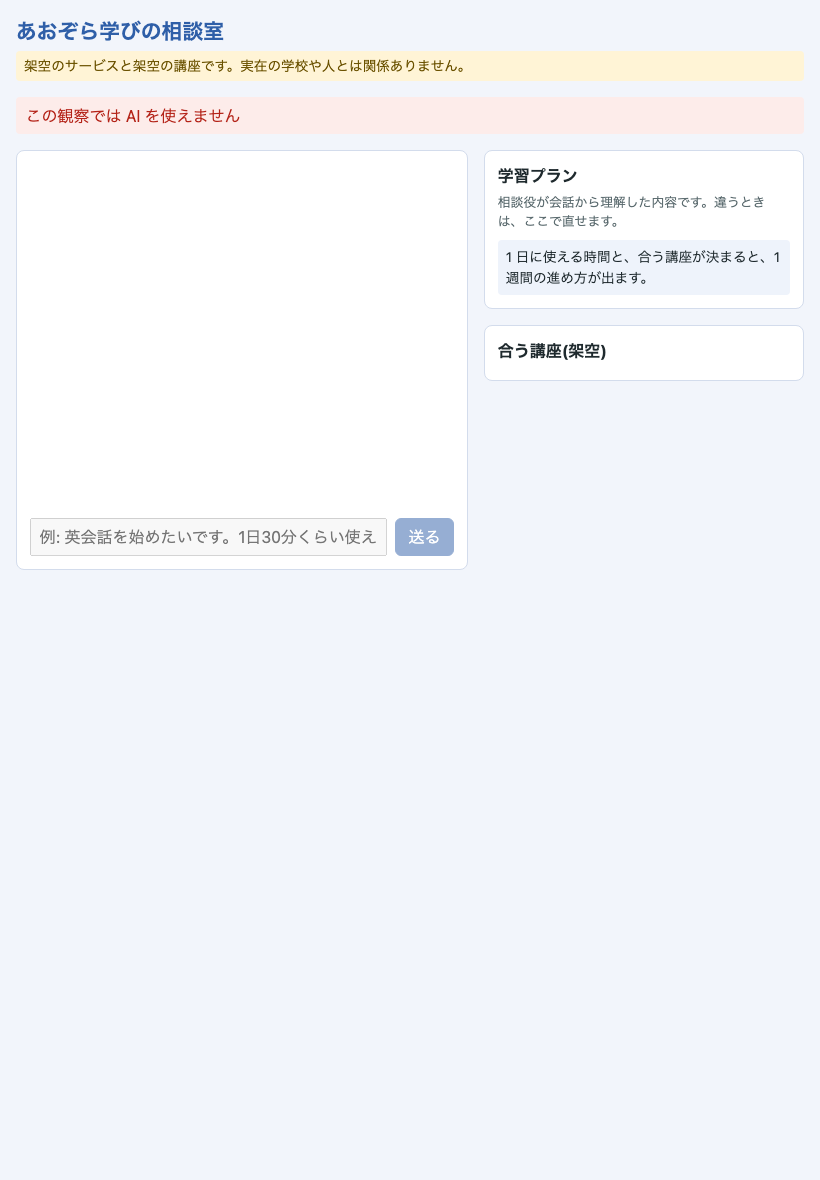 あおぞら学びの相談室
架空のサービスと架空の講座です。実在の学校や人とは関係ありません。
この観察では AI を使えません
例: 英会話を始めたいです。1日30分くらい使え
送る
学習プラン
相談役が会話から理解した内容です。違うとき
は、ここで直せます。
1 日に使える時間と、合う講座が決まると、1
週間の進め方が出ます。
合う講座(架空)